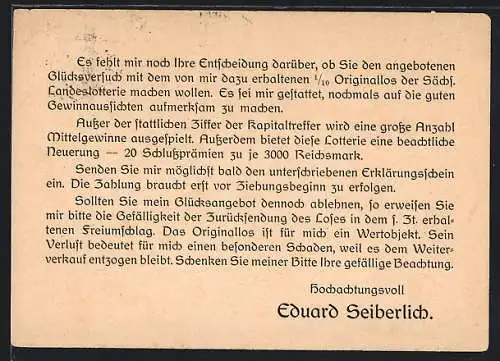 Es fehlt mir noch Ihre Entscheidung darüber, ob Sie den angebotenen
Glücksversuch mit dem von mir dazu erhaltenen 1/10 Originallos der Sächs.
Landeslotterie machen wollen. Es sei mir gestattet, nochmals auf die guten
Gewinnaussichten aufmerksam zu machen.
Außer der stattlichen Ziffer der Kapitaltreffer wird eine große Anzahl
Mittelgewinne ausgespielt. Außerdem bietet diese Lotterie eine beachtliche
Neuerung — 20 Schlußprämien zu je 3000 Reichsmark.
Senden Sie mir möglichst bald den unterschriebenen Erklärungsschein
ein. Die Zahlung braucht erst vor Ziehungsbeginn zu erfolgen.
Sollten Sie mein Glücksangebot dennoch ablehnen, so erweisen Sie
mir bitte die Gefälligkeit der Zurücksendung des Loses in dem s. Zt. erhal-
tenen Freiumschlag. Das Originallos ist für mich ein Wertobjekt. Sein
Verlust bedeutet für mich einen besonderen Schaden, weil es dem Weiter-
verkauf entzogen bleibt. Schenken Sie meiner Bitte Ihre gefällige Beachtung.
Hochachtungsvoll
Eduard Seiberlich.